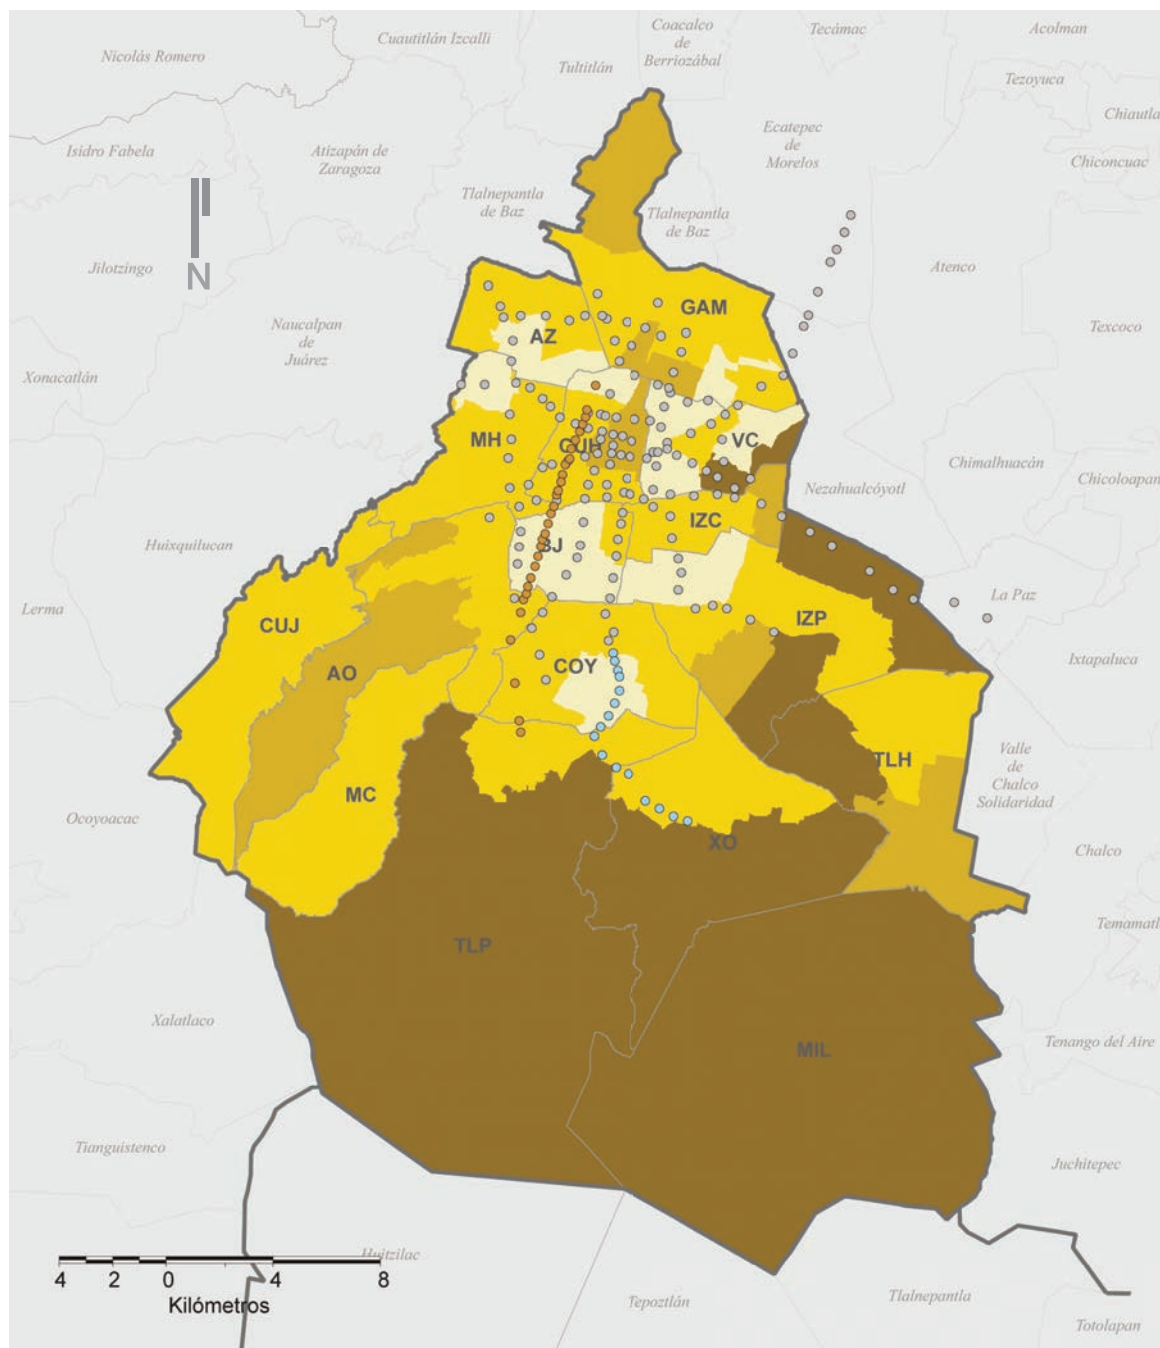 Coacalco
de
Berriozábal
Tecámac
Acolman
Cuautitlán Izcalli
Nicolás Romero
Tultitlán
Tezoyuca
Chiautla
Ecatepec
de
Morelos
Isidro Fabela
Atizapán de
Zaragoza
Chiconcuac
Tlalnepantla
de Baz
Tlalnepantla
de Baz
N
Jilotzingo
Atenco
GAM
Naucalpan
de
Juárez
AZ
Texcoco
Xonacatlán
MH
CUH
VC
Chimalhuacán
Chicoloapan
Nezahualcóyotl
IZC
Huixquilucan
BJ
La Paz
Lerma
CUJ
IZP
AO
COY
Ixtapaluca
TLH
Valle
de
Chalco
Solidaridad
MC
Ocoyoacac
XO
Chalco
TLP
Temamatl
Xalatlaco
MIL
Tenango del Aire
Tianguistenco
Juchitepec
Huitzilac
4 2 0 4 8
Kilómetros
Tepoztlán
Tlalnepantla
Totolapan